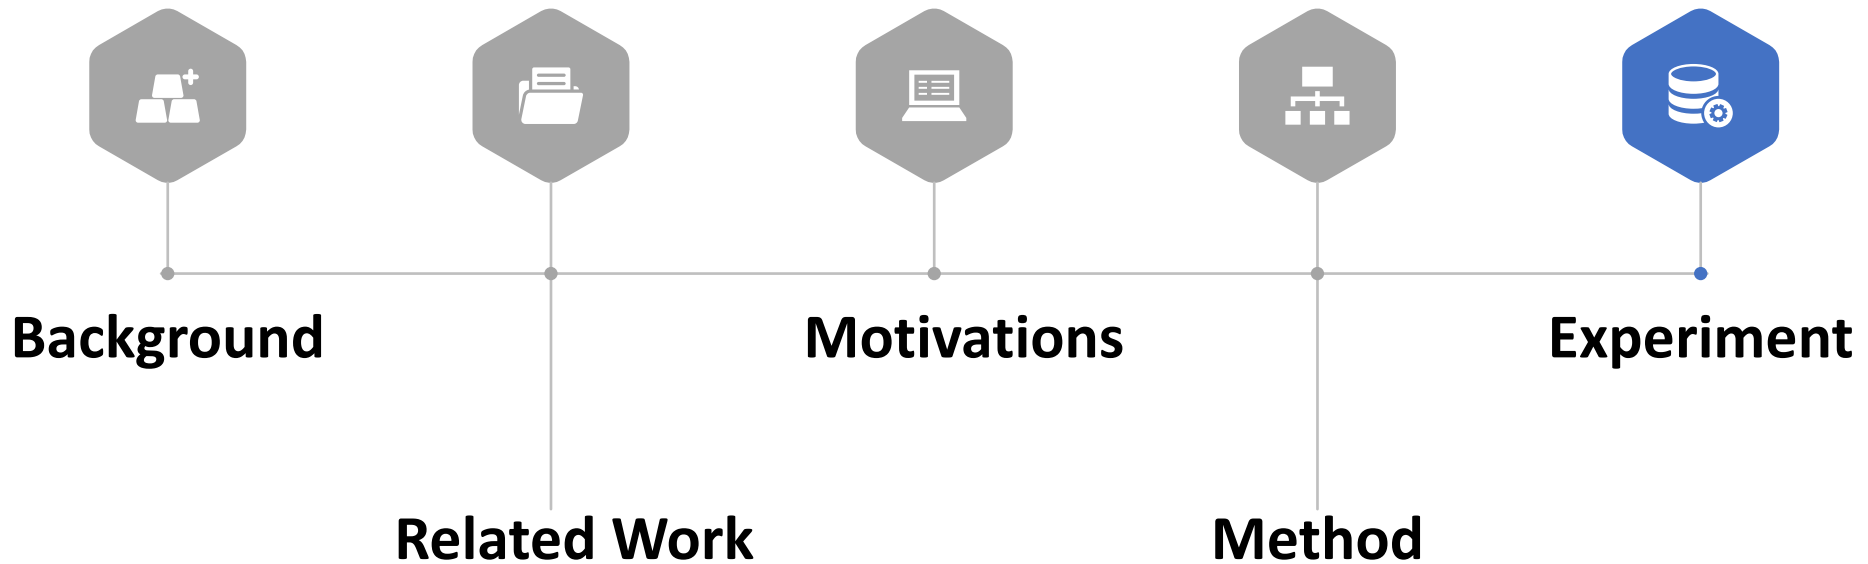 Background
Related Work
Motivations
Method
Experiment